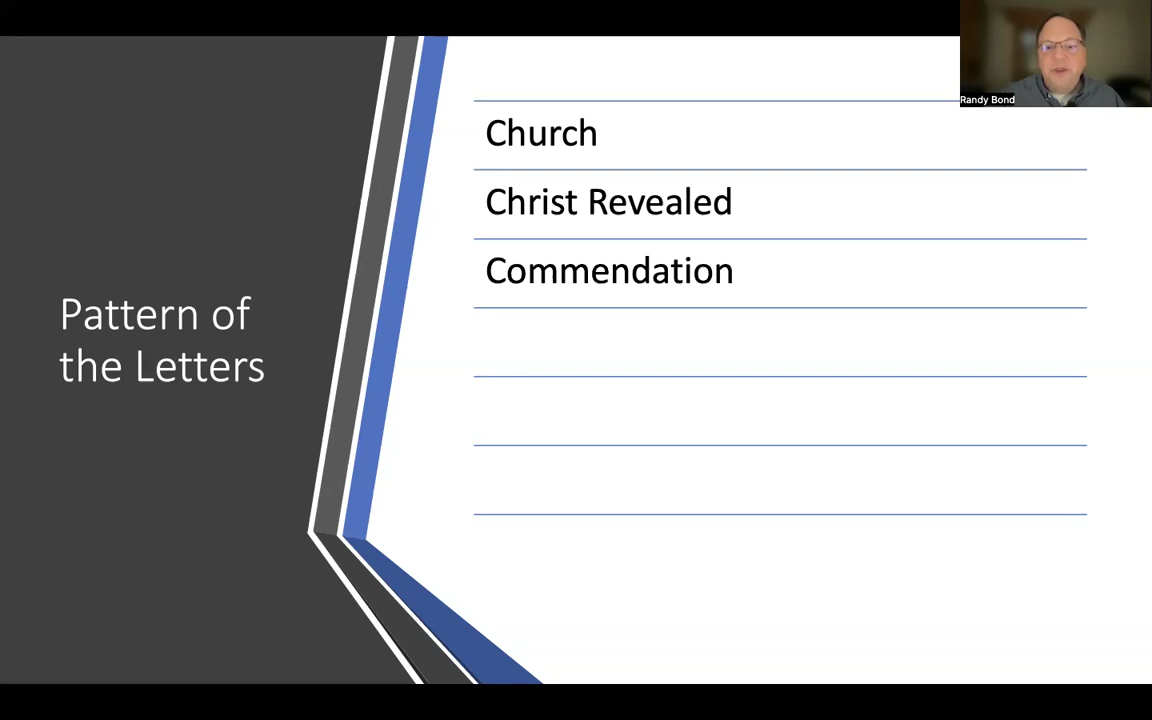 Pattern of
the Letters
Church
Christ Revealed
Commendation
Randy Bond